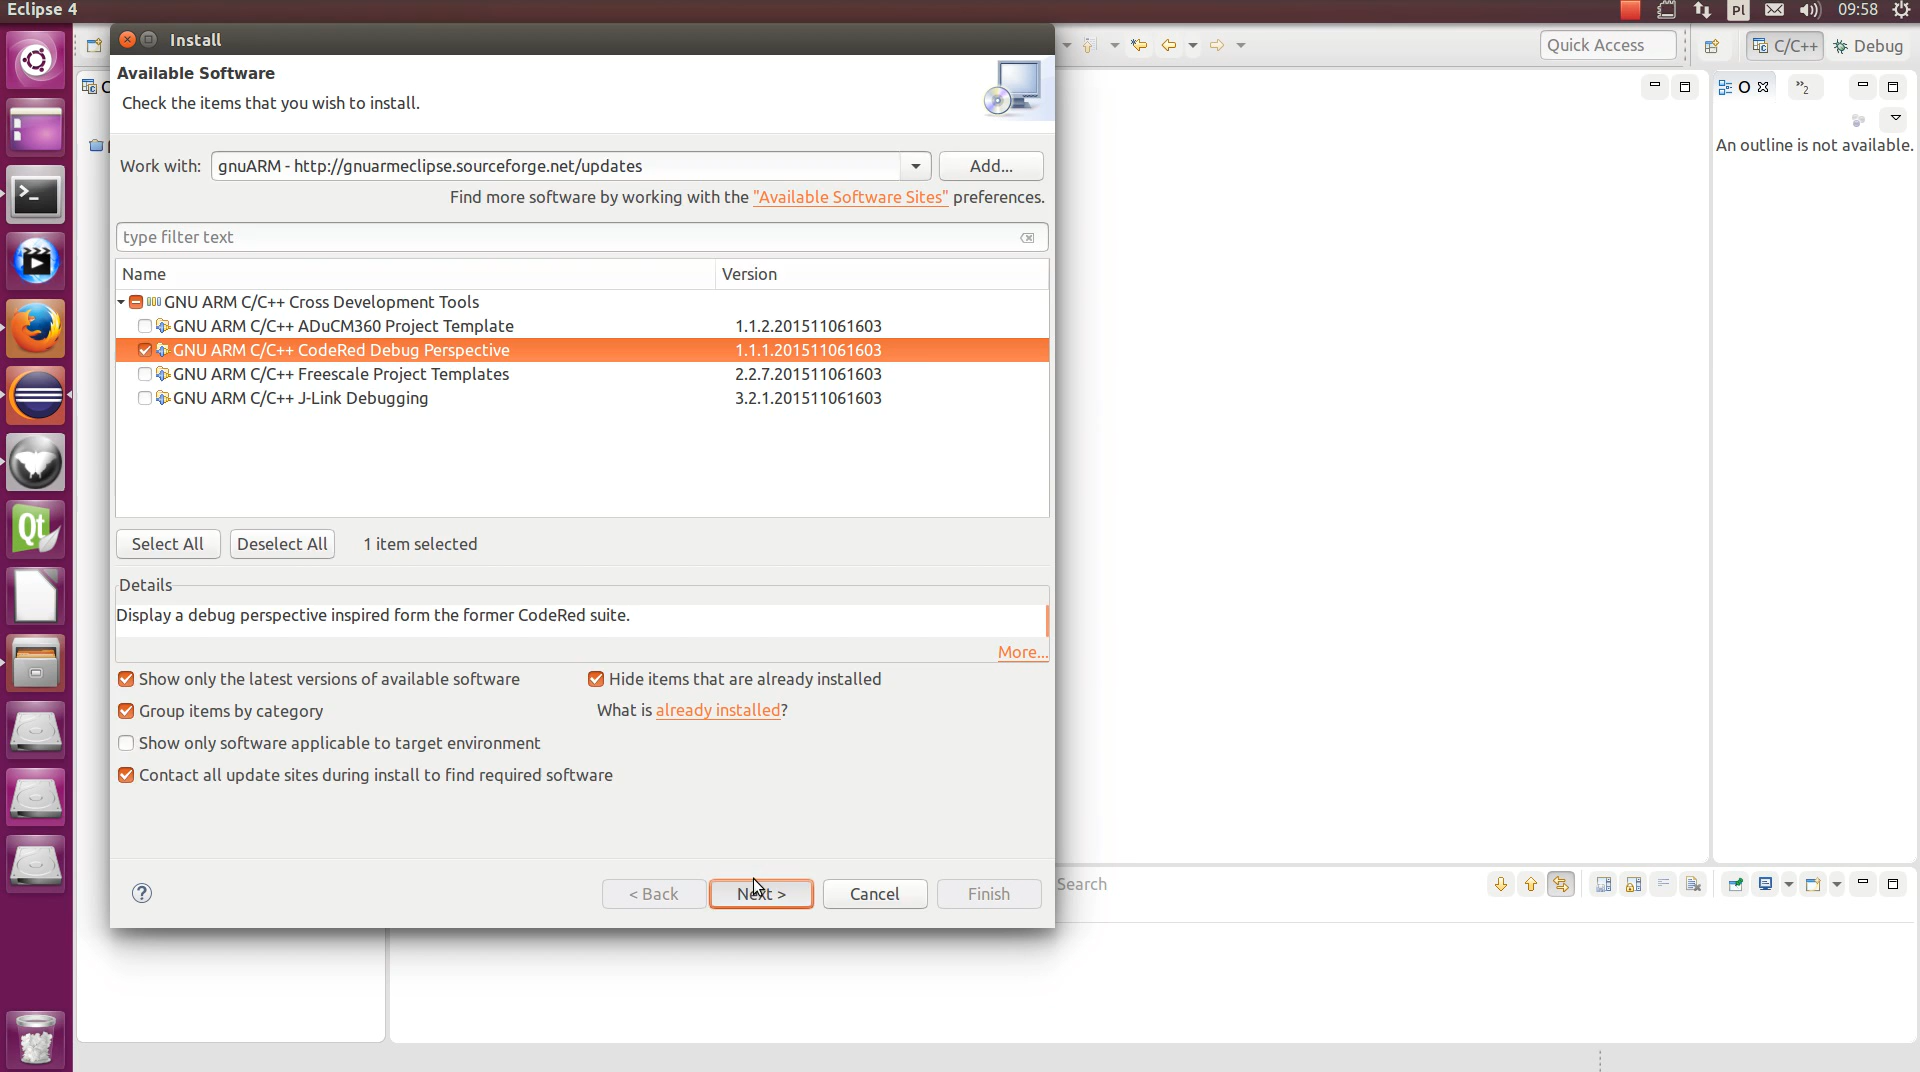 Eclipse 4
Pl
09:58
Install
Available Software
Check the items that you wish to install.
Work with:
gnuARM - http://gnuarmeclipse.sourceforge.net/updates
Add...
Find more software by working with the "Available Software Sites" preferences.
type filter text
Name
Version
GNU ARM C/C++ Cross Development Tools
GNU ARM C/C++ ADuCM360 Project Template 1.1.2.201511061603
GNU ARM C/C++ CodeRed Debug Perspective 1.1.1.201511061603
GNU ARM C/C++ Freescale Project Templates 2.2.7.201511061603
GNU ARM C/C++ J-Link Debugging 3.2.1.201511061603
Select All
Deselect All
1 item selected
Details
Display a debug perspective inspired form the former CodeRed suite.
More...
Show only the latest versions of available software
Hide items that are already installed
Group items by category
What is already installed?
Show only software applicable to target environment
Contact all update sites during install to find required software
?
< Back
Next >
Cancel
Finish
Quick Access
C/C++
Debug
O
»2
An outline is not available.
Search
Qt